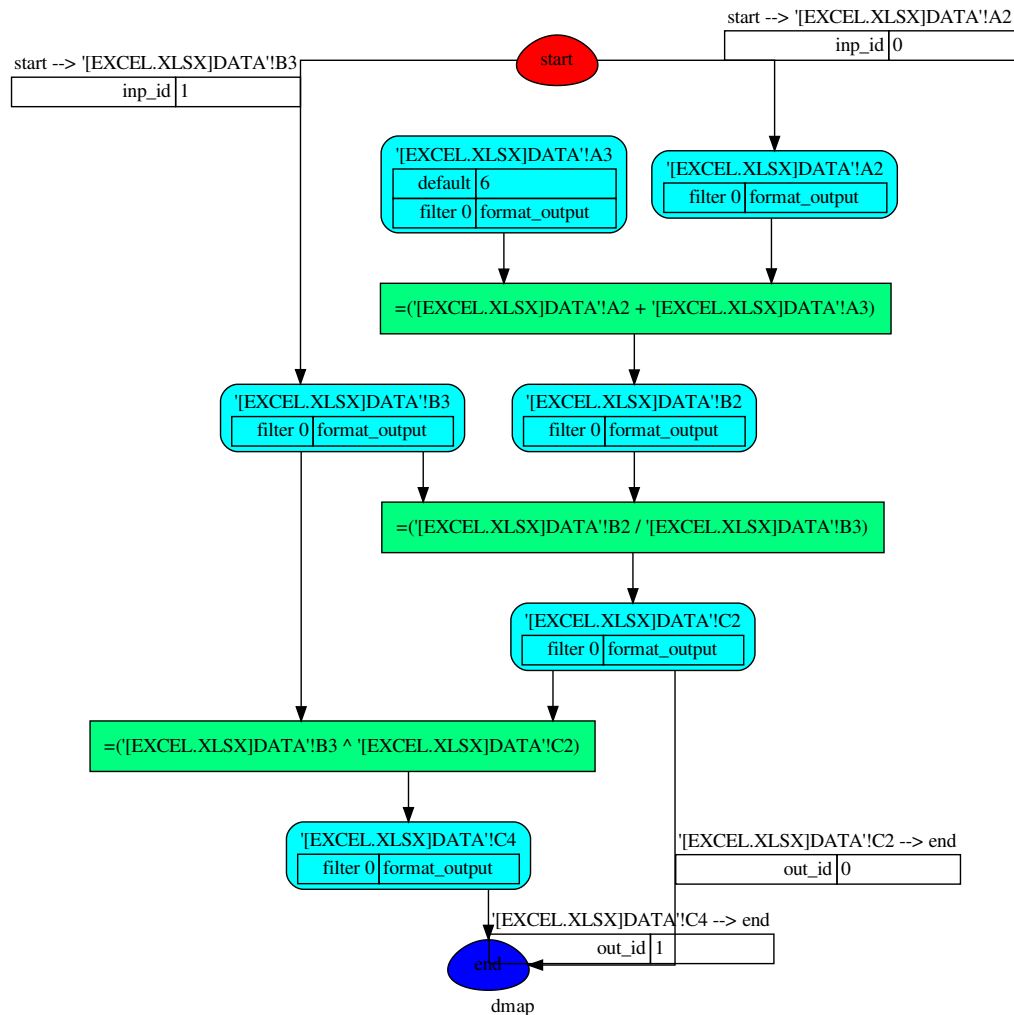 start --> '[EXCEL.XLSX]DATA'!A2
inp_id 0
start --> '[EXCEL.XLSX]DATA'!B3
inp_id 1
start
'[EXCEL.XLSX]DATA'!A3
default 6
filter 0 format_output
'[EXCEL.XLSX]DATA'!A2
filter 0 format_output
=('[EXCEL.XLSX]DATA'!A2 + '[EXCEL.XLSX]DATA'!A3)
'[EXCEL.XLSX]DATA'!B3
filter 0 format_output
'[EXCEL.XLSX]DATA'!B2
filter 0 format_output
=('[EXCEL.XLSX]DATA'!B2 / '[EXCEL.XLSX]DATA'!B3)
'[EXCEL.XLSX]DATA'!C2
filter 0 format_output
=('[EXCEL.XLSX]DATA'!B3 ^ '[EXCEL.XLSX]DATA'!C2)
'[EXCEL.XLSX]DATA'!C4
filter 0 format_output
'[EXCEL.XLSX]DATA'!C2 --> end
out_id 0
'[EXCEL.XLSX]DATA'!C4 --> end
out_id 1
end
dmap